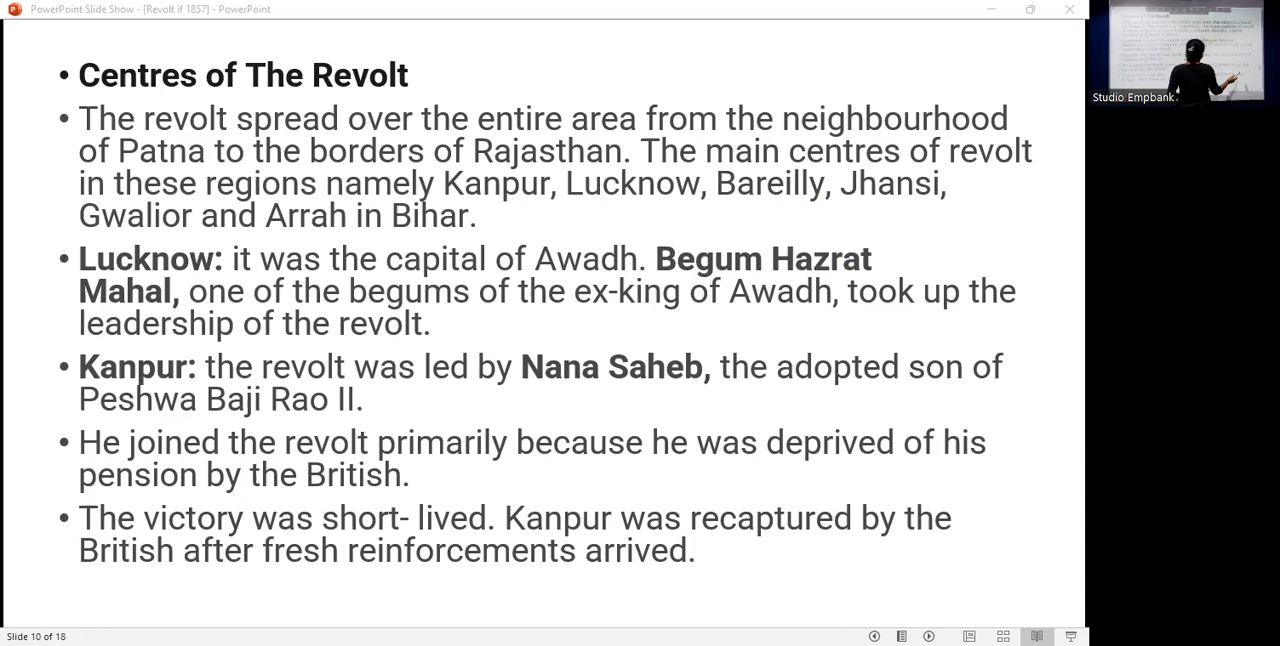 PowerPoint Slide Show - [Revolt if 1857] - PowerPoint
• Centres of The Revolt
• The revolt spread over the entire area from the neighbourhood
of Patna to the borders of Rajasthan. The main centres of revolt
in these regions namely Kanpur, Lucknow, Bareilly, Jhansi,
Gwalior and Arrah in Bihar.
• Lucknow: it was the capital of Awadh. Begum Hazrat
Mahal, one of the begums of the ex-king of Awadh, took up the
leadership of the revolt.
• Kanpur: the revolt was led by Nana Saheb, the adopted son of
Peshwa Baji Rao II.
• He joined the revolt primarily because he was deprived of his
pension by the British.
• The victory was short- lived. Kanpur was recaptured by the
British after fresh reinforcements arrived.
Slide 10 of 18
Studio Empbank